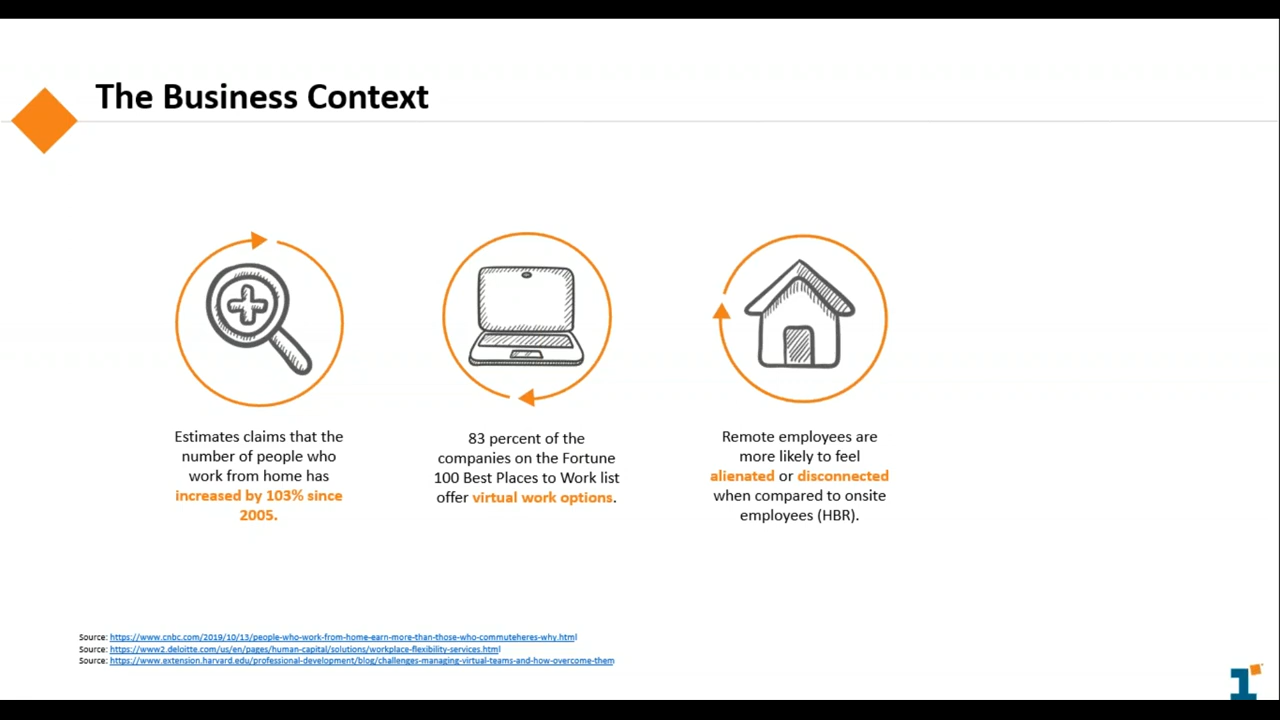 The Business Context
Estimates claims that the
number of people who
work from home has
increased by 103% since
2005.
83 percent of the
companies on the Fortune
100 Best Places to Work list
offer virtual work options.
Remote employees are
more likely to feel
alienated or disconnected
when compared to onsite
employees (HBR).
Source: https://www.cnbc.com/2019/10/13/people-who-work-from-home-earn-more-than-those-who-commuteheres-why.html
Source: https://www2.deloitte.com/us/en/pages/human-capital/solutions/workplace-flexibility-services.html
Source: https://www.extension.harvard.edu/professional-development/blog/challenges-managing-virtual-teams-and-how-overcome-them
1